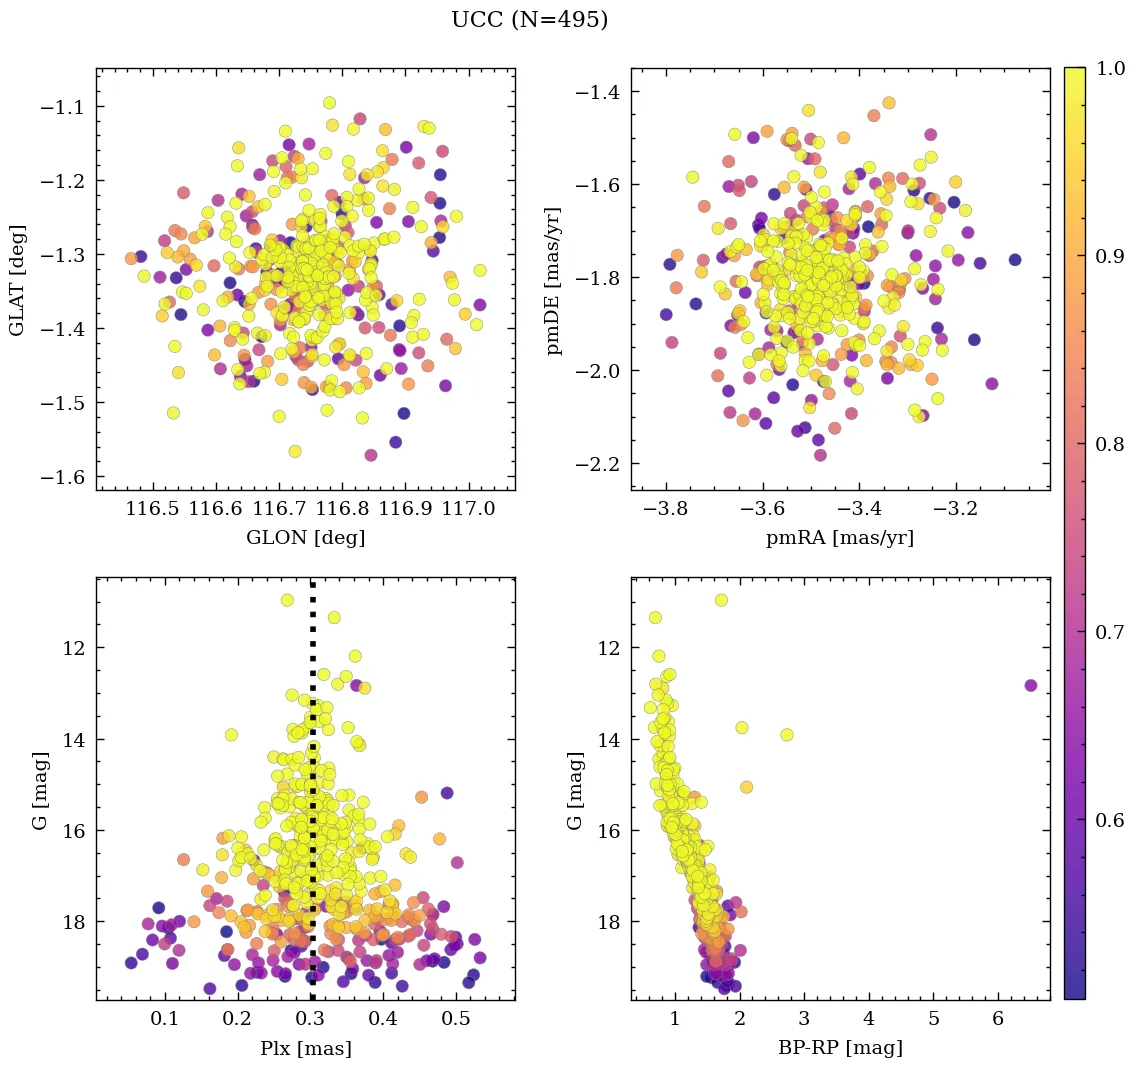 UCC (N=495)
−1.1
−1.2
−1.3
−1.4
−1.5
−1.6
GLAT [deg]
116.5 116.6 116.7 116.8 116.9 117.0
GLON [deg]
−1.4
−1.6
−1.8
−2.0
−2.2
pmDE [mas/yr]
−3.8 −3.6 −3.4 −3.2
pmRA [mas/yr]
12
14
16
18
G [mag]
0.1 0.2 0.3 0.4 0.5
Plx [mas]
12
14
16
18
G [mag]
1 2 3 4 5 6
BP-RP [mag]
1.0
0.9
0.8
0.7
0.6